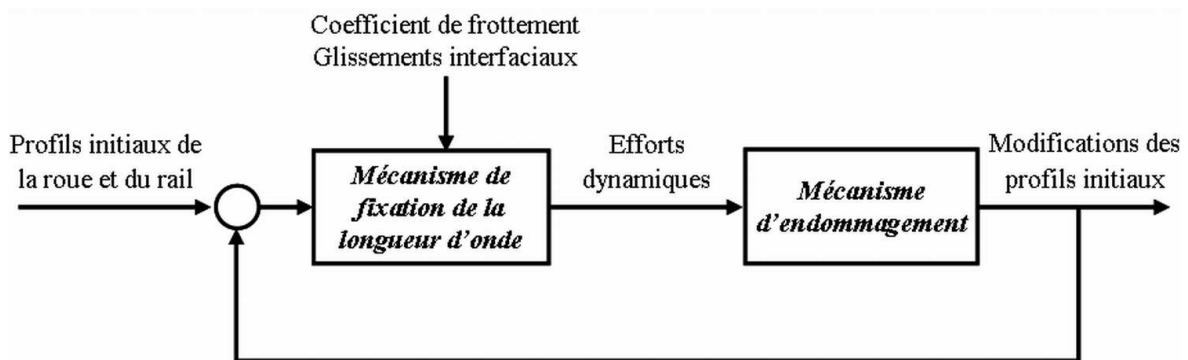 Coefficient de frottement
Glissements interfaciaux
Profils initiaux de
la roue et du rail
Mécanisme de
fixation de la
longueur d'onde
Efforts
dynamiques
Mécanisme
d'endommagement
Modifications des
profils initiaux